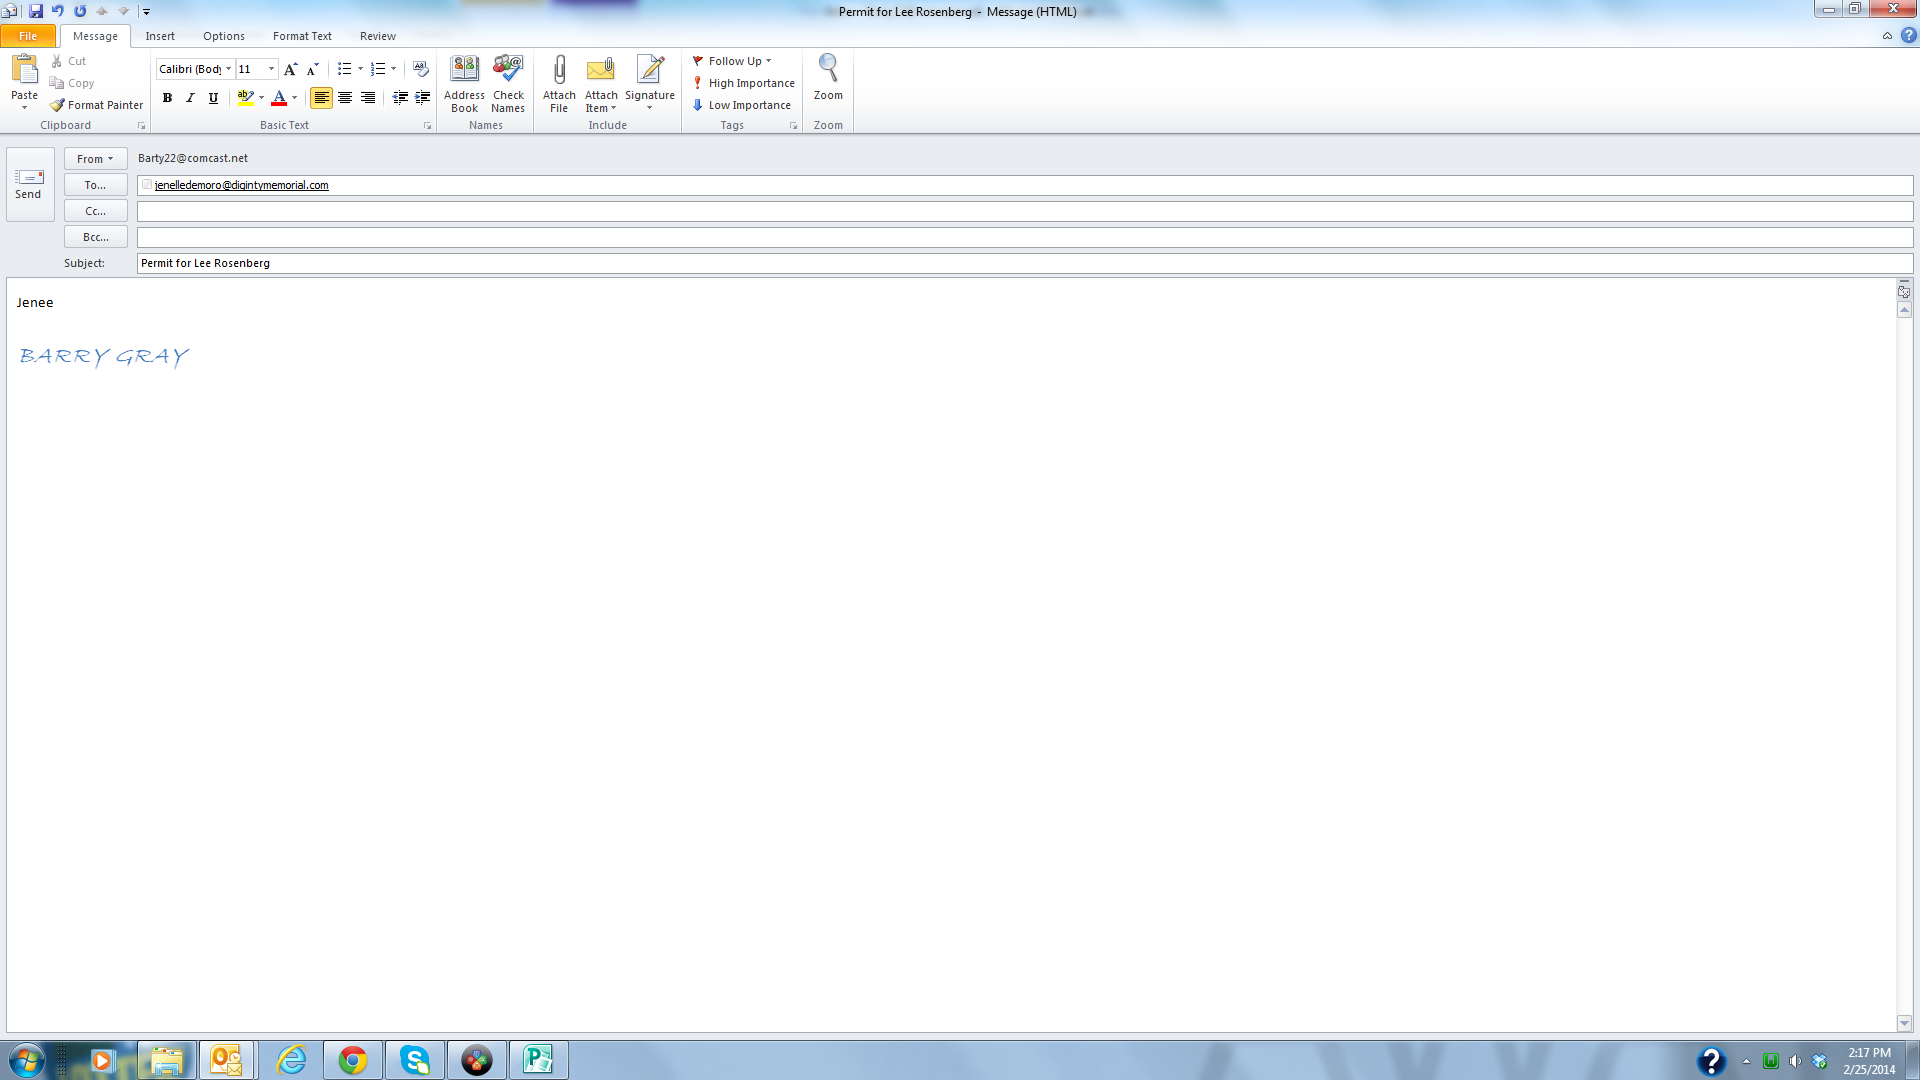 Permit for Lee Rosenberg - Message (HTML)
File Message Insert Options Format Text Review
Paste
Cut
Copy
Format Painter
Clipboard
Calibri (Body 11
B I U
Basic Text
Address Book
Check Names
Names
Attach File
Attach Item
Signature
Include
Follow Up
High Importance
Low Importance
Tags
Zoom
Zoom
Send
From Barty22@comcast.net
To... jenelledemoro@digintymemorial.com
Cc...
Bcc...
Subject: Permit for Lee Rosenberg
Jenee
BARRY GRAY
2:17 PM
2/25/2014